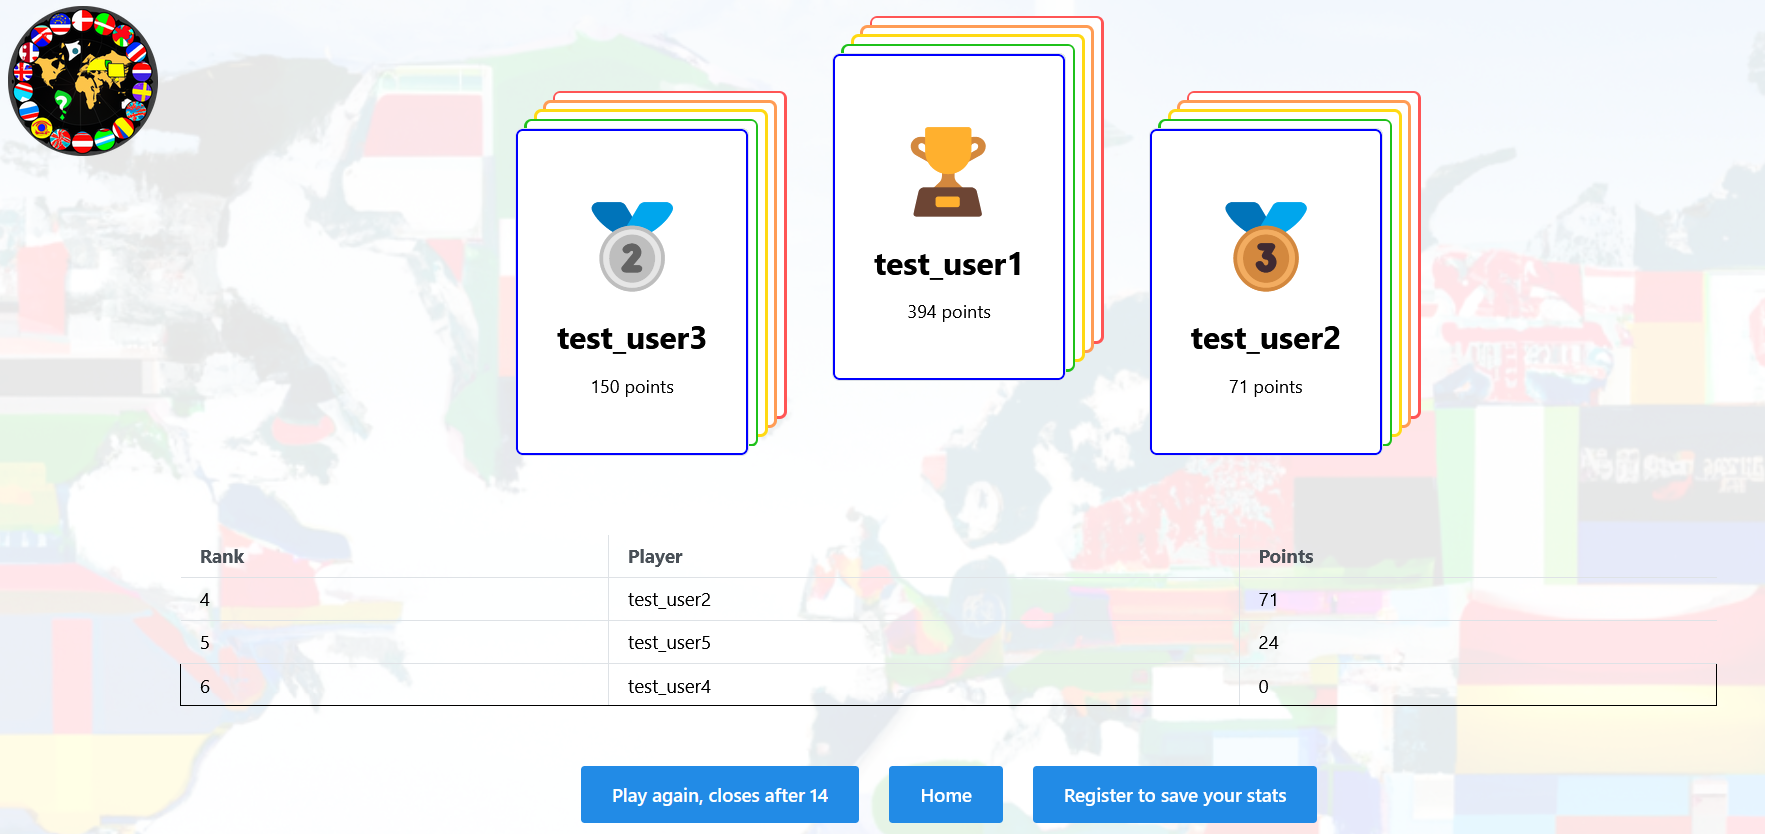 test_user1
394 points
2
test_user3
150 points
3
test_user2
71 points
Rank Player Points
4 test_user2 71
5 test_user5 24
6 test_user4 0
Play again, closes after 14
Home
Register to save your stats